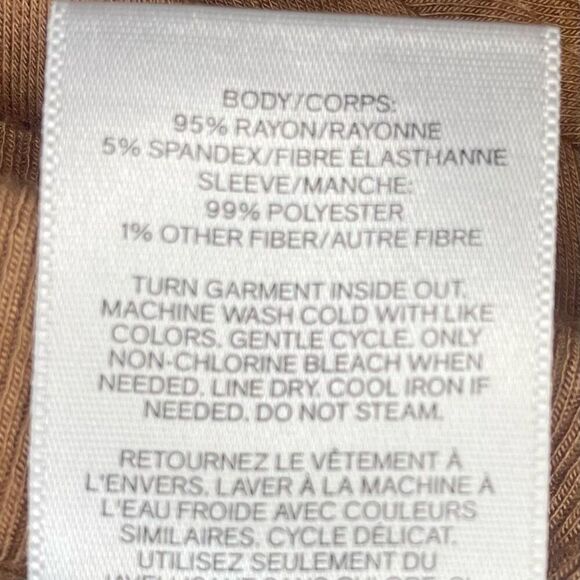 BODY/CORPS:
95% RAYON/RAYONNE
5% SPANDEX/FIBRE ÉLASTHANNE
SLEEVE/MANCHE:
99% POLYESTER
1% OTHER FIBER/AUTRE FIBRE
TURN GARMENT INSIDE OUT.
MACHINE WASH COLD WITH LIKE
COLORS. GENTLE CYCLE. ONLY
NON-CHLORINE BLEACH WHEN
NEEDED. LINE DRY. COOL IRON IF
NEEDED. DO NOT STEAM.
RETOURNEZ LE VÊTEMENT À
L'ENVERS. LAVER À LA MACHINE À
L'EAU FROIDE AVEC COULEURS
SIMILAIRES. CYCLE DÉLICAT.
UTILISEZ SEULEMENT DU